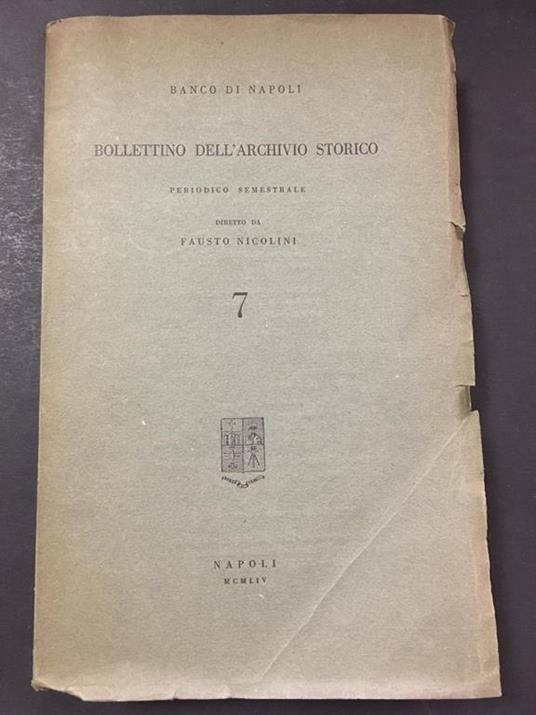 BANCO DI NAPOLI
BOLLETTINO DELL'ARCHIVIO STORICO
PERIODICO SEMESTRALE
DIRETTO DA
FAUSTO NICOLINI
7
NAPOLI
MCMLIV